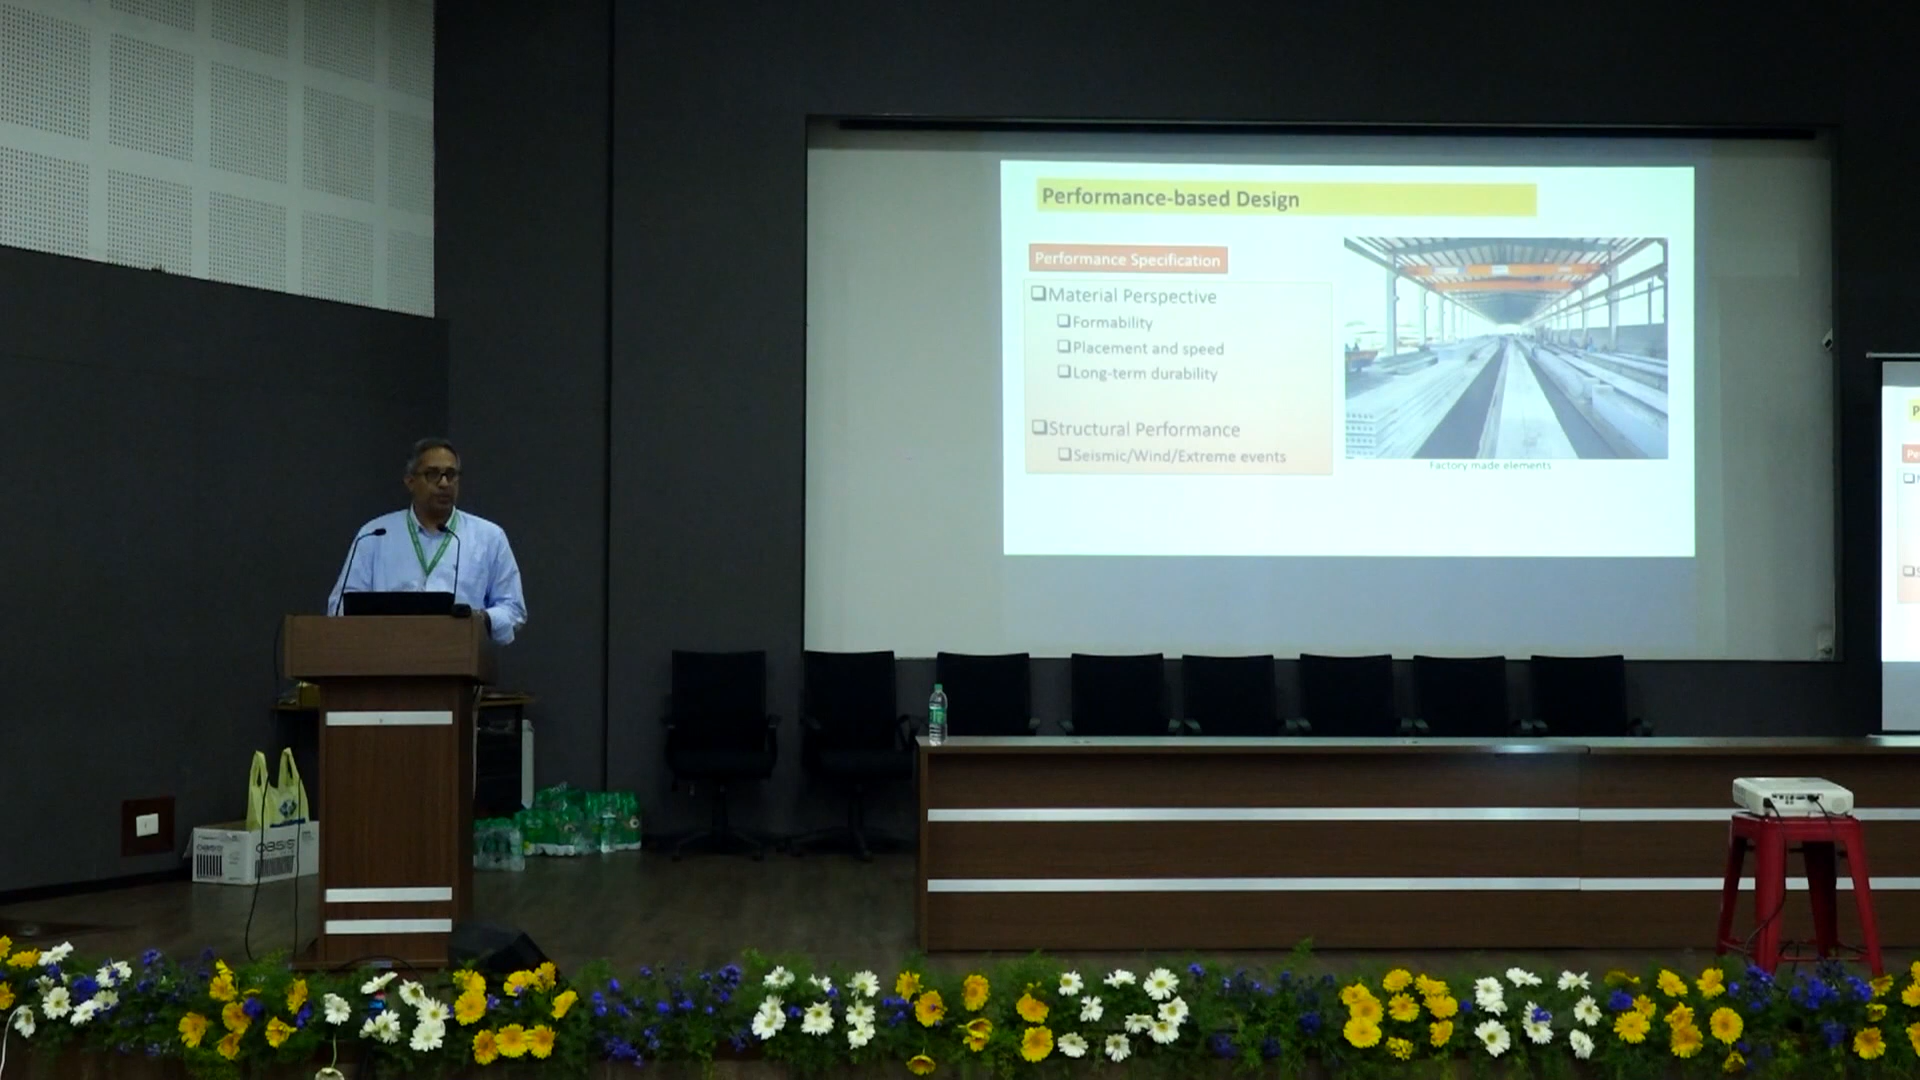 Performance-based Design
Performance Specification
❑Material Perspective
❑Formability
❑Placement and speed
❑Long-term durability
❑Structural Performance
❑Seismic/Wind/Extreme events
Factory made elements
OASIS